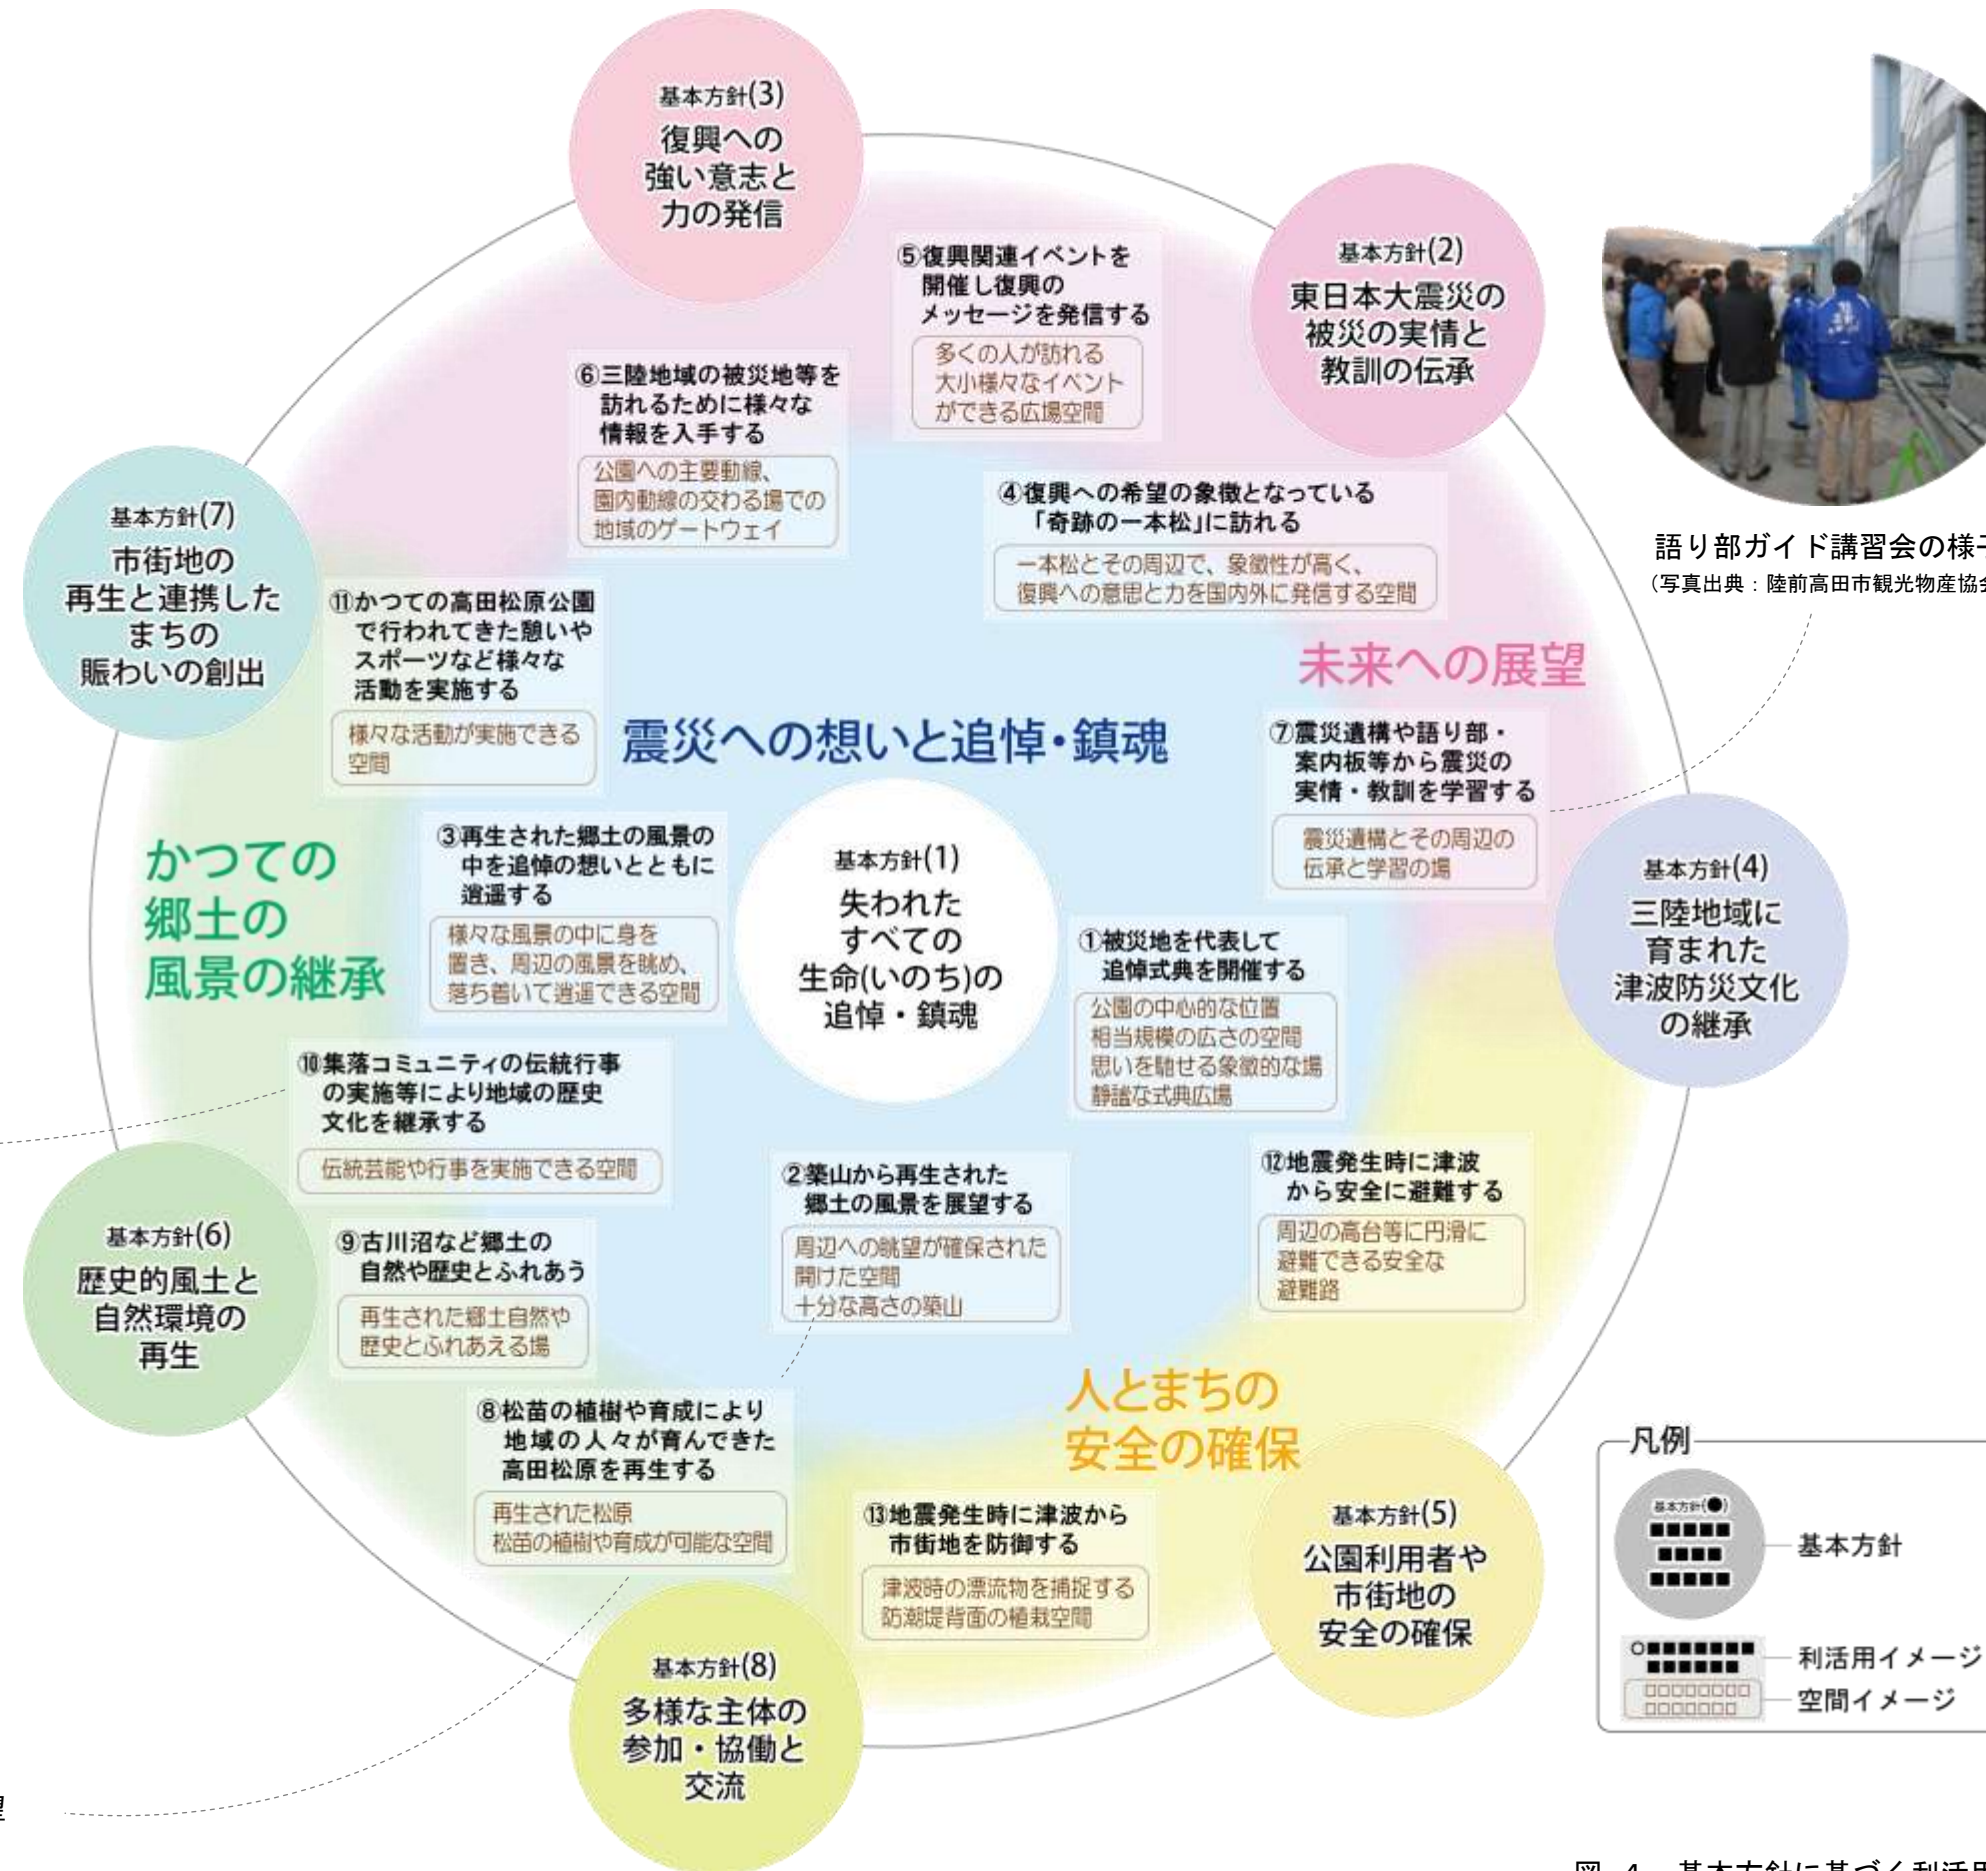 基本方針(3)
復興への
強い意志と
力の発信
基本方針(2)
東日本大震災の
被災の実情と
教訓の伝承
⑤復興関連イベントを
開催し復興の
メッセージを発信する
多くの人が訪れる
大小様々なイベント
ができる広場空間
⑥三陸地域の被災地等を
訪れるために様々な
情報を入手する
公園への主要動線、
園内動線の交わる場での
地域のゲートウェイ
④復興への希望の象徴となっている
「奇跡の一本松」に訪れる
一本松とその周辺で、象徴性が高く、
復興への意思と力を国内外に発信する空間
語り部ガイド講習会の様子
(写真出典:陸前高田市観光物産協会
基本方針(7)
市街地の
再生と連携した
まちの
賑わいの創出
⑪かつての高田松原公園
で行われてきた憩いや
スポーツなど様々な
活動を実施する
様々な活動が実施できる
空間
未来への展望
震災への想いと追悼・鎮魂
⑦震災遺構や語り部・
案内板等から震災の
実情・教訓を学習する
震災遺構とその周辺の
伝承と学習の場
かつての
郷土の
風景の継承
③再生された郷土の風景の
中を追悼の想いとともに
逍遥する
様々な風景の中に身を
置き、周辺の風景を眺め、
落ち着いて逍遥できる空間
基本方針(1)
失われた
すべての
生命(いのち)の
追悼・鎮魂
①被災地を代表して
追悼式典を開催する
公園の中心的な位置
相当規模の広さの空間
思いを馳せる象徴的な場
静謐な式典広場
基本方針(4)
三陸地域に
育まれた
津波防災文化
の継承
⑩集落コミュニティの伝統行事
の実施等により地域の歴史
文化を継承する
伝統芸能や行事を実施できる空間
②築山から再生された
郷土の風景を展望する
周辺への眺望が確保された
開けた空間
十分な高さの築山
⑫地震発生時に津波
から安全に避難する
周辺の高台等に円滑に
避難できる安全な
避難路
基本方針(6)
歴史的風土と
自然環境の
再生
⑨古川沼など郷土の
自然や歴史とふれあう
再生された郷土自然や
歴史とふれあえる場
⑧松苗の植樹や育成により
地域の人々が育んできた
高田松原を再生する
再生された松原
松苗の植樹や育成が可能な空間
人とまちの
安全の確保
⑬地震発生時に津波から
市街地を防御する
津波時の漂流物を捕捉する
防潮堤背面の植栽空間
基本方針(5)
公園利用者や
市街地の
安全の確保
基本方針(8)
多様な主体の
参加・協働と
交流
凡例
基本方針(●)
■■■■■
■■■■
■■■■■
基本方針
○■■■■■■■
■■■■■■
利活用イメージ
□□□□□□□□
□□□□□□□
空間イメージ
望
図 4 基本方針に基づく利活用